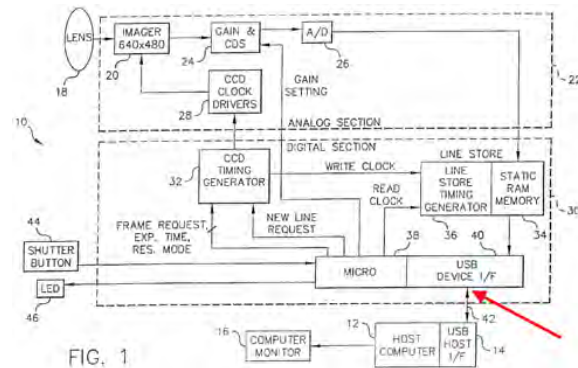 LENS
18
IMAGER
640x480
20
GAIN &
CDS
24
A/D
26
22
CCD
CLOCK
DRIVERS
28
GAIN
SETTING
ANALOG SECTION
10
DIGITAL SECTION
CCD
TIMING
GENERATOR
32
WRITE CLOCK
LINE STORE
LINE
STORE
TIMING
GENERATOR
36
STATIC
RAM
MEMORY
34
30
READ
CLOCK
FRAME REQUEST,
EXP. TIME,
RES. MODE
NEW LINE
REQUEST
38
40
44
SHUTTER
BUTTON
MICRO
USB
DEVICE I/F
LED
46
42
16
COMPUTER
MONITOR
12
HOST
COMPUTER
USB
HOST
I/F
14
FIG. 1